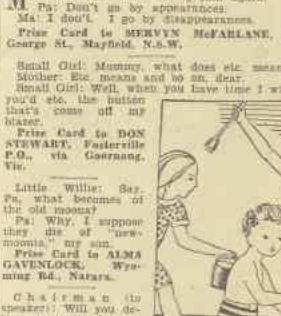 Pa: Don't go by appearances.
Ma: I don't. I go by disappearances.
Prize Card to MERVYN McFARLANE,
George St., Mayfield, N.S.W.
Small Girl: Mummy, what does etc. mean
Mother: Etc. means and so on, dear.
Small Girl: Well, when you have time I wi
you'd etc. the button
that's come off my
blazer.
Prize Card to DON
STEWART, Fosterville
P.O., via Goornong,
Vic.
Little Willie: Say,
Pa, what becomes of
the old moons?
Pa: Why, I suppose
they die of "new-
moonia," my son.
Prize Card to ALMA
GAVENLOCK, Wyo-
ming Rd., Narara.
Chairman (to
speaker): Will you de-